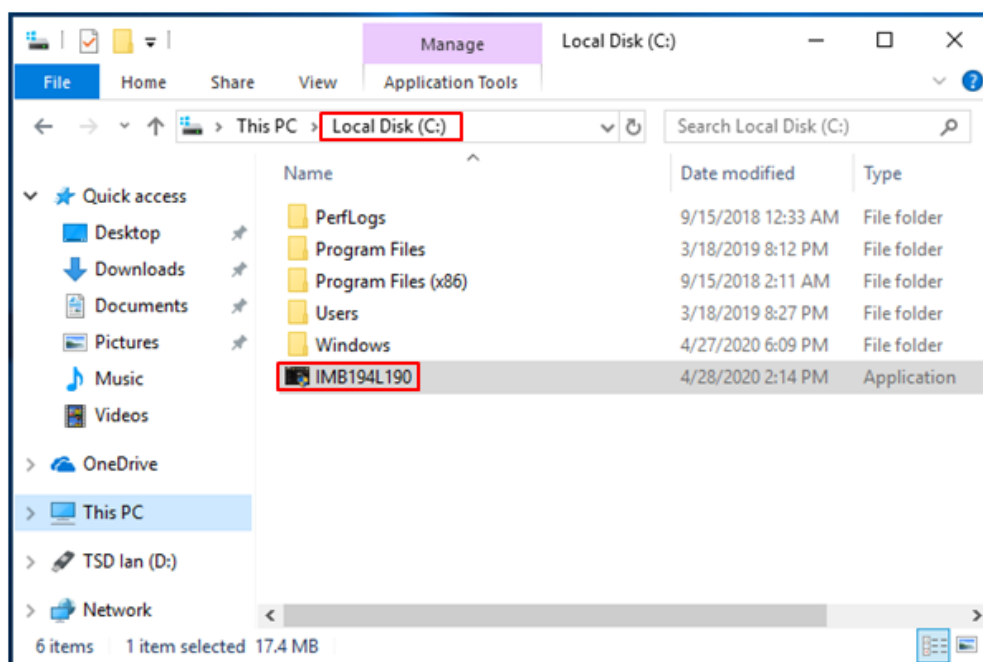 Manage
Local Disk (C:)
File Home Share View Application Tools
This PC Local Disk (C:) Search Local Disk (C:)
Name Date modified Type
Quick access
Desktop
Downloads
Documents
Pictures
Music
Videos
OneDrive
This PC
TSD Ian (D:)
Network
PerfLogs 9/15/2018 12:33 AM File folder
Program Files 3/18/2019 8:12 PM File folder
Program Files (x86) 9/15/2018 2:11 AM File folder
Users 3/18/2019 8:27 PM File folder
Windows 4/27/2020 6:09 PM File folder
IMB194L190 4/28/2020 2:14 PM Application
6 items 1 item selected 17.4 MB